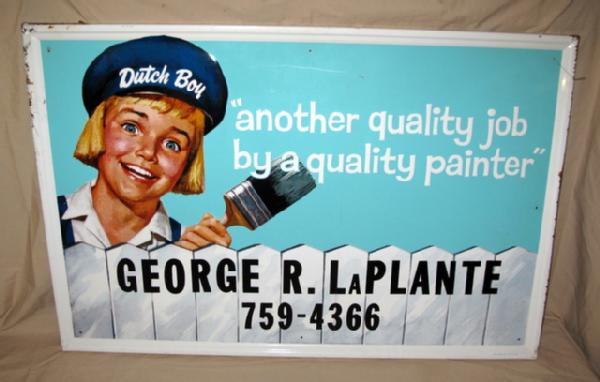 Dutch Boy
"another quality job
by a quality painter"
GEORGE R. LAPLANTE
759-4366